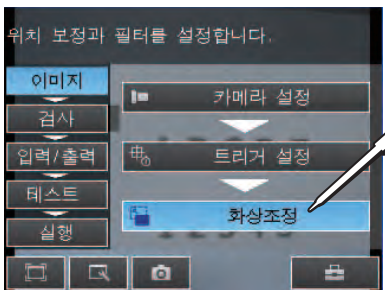 위치 보정과 필터를 설정합니다.
이미지
검사
입력/출력
테스트
실행
카메라 설정
트리거 설정
화상조정